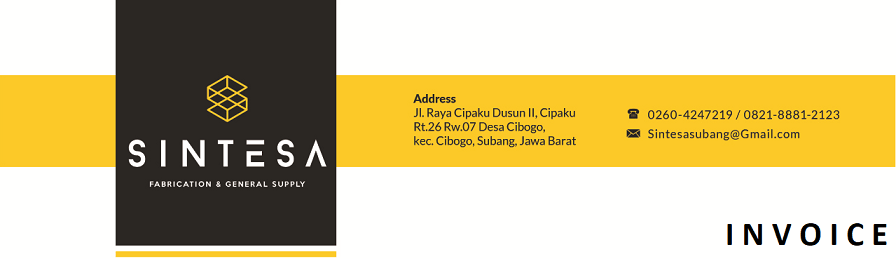 SINTESA
FABRICATION & GENERAL SUPPLY
Address
Jl. Raya Cipaku Dusun II, Cipaku
Rt.26 Rw.07 Desa Cibogo,
kec. Cibogo, Subang, Jawa Barat
0260-4247219 / 0821-8881-2123
Sintesasubang@Gmail.com
INVOICE